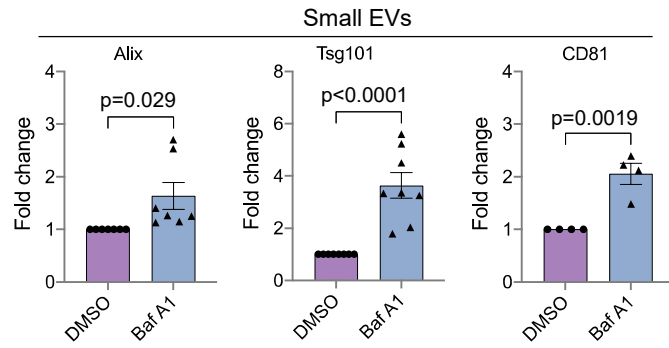 Small EVs
Alix
Tsg101
CD81
Fold change
4
3
2
1
0
p=0.029
DMSO
Baf A1
Fold change
8
6
4
2
0
p<0.0001
DMSO
Baf A1
Fold change
4
3
2
1
0
p=0.0019
DMSO
Baf A1